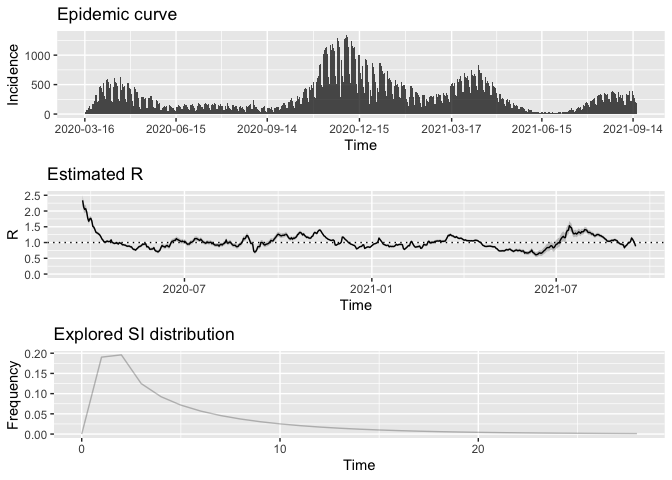 Epidemic curve
Incidence
1000
500
0
2020-03-16 2020-06-15 2020-09-14 2020-12-15 2021-03-17 2021-06-15 2021-09-14
Time
Estimated R
R
2.5
2.0
1.5
1.0
0.5
0.0
2020-07 2021-01 2021-07
Time
Explored SI distribution
Frequency
0.20
0.15
0.10
0.05
0.00
0 10 20
Time